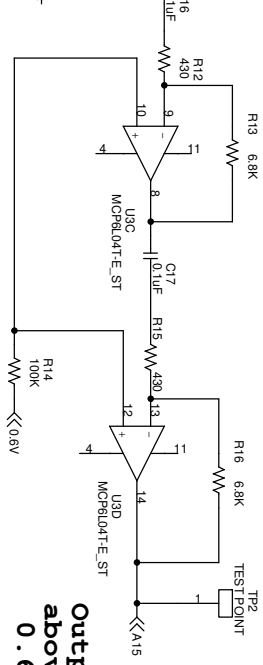 16
1uF
R12
430
R13
6.8K
10
9
+
-
4
11
8
U3C
MCP6L04T-E_ST
C17
0.1uF
R15
430
R14
100K
0.6V
12
13
+
-
4
11
14
U3D
MCP6L04T-E_ST
R16
6.8K
TP2
TEST POINT
1
A15
Outp
abov
0.6